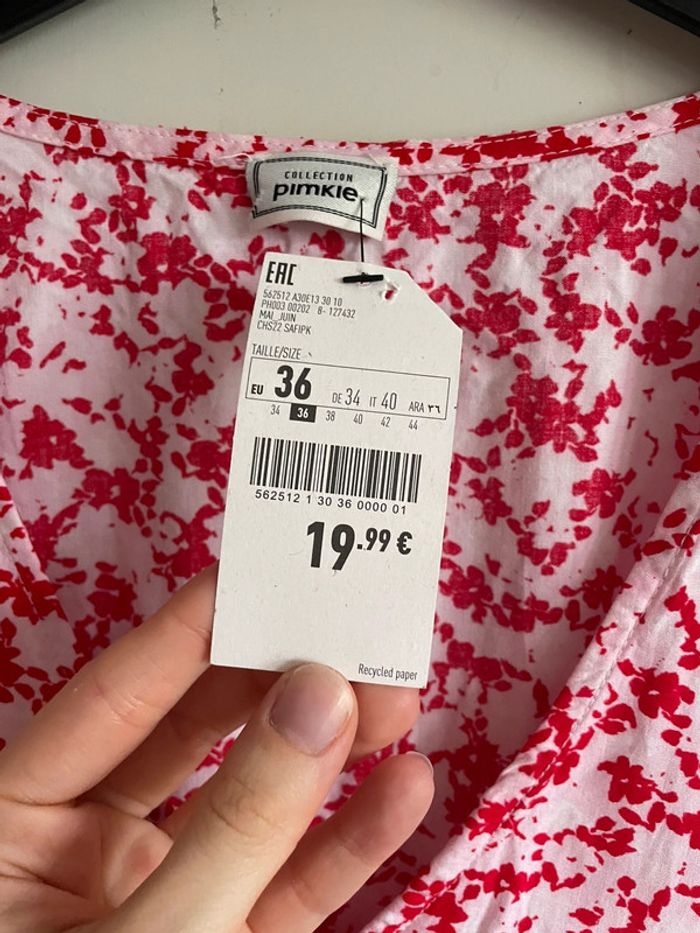 COLLECTION
pimkie
EAC
562512 A30E13 30 10
PH003 00202 8- 127432
MAI_JUIN
CHS22 SAFIPK
TAILLE/SIZE
EU 36 DE 34 IT 40 ARA ٣٦
34 36 38 40 42 44
562512 1 30 36 0000 01
19.99 €
Recycled paper